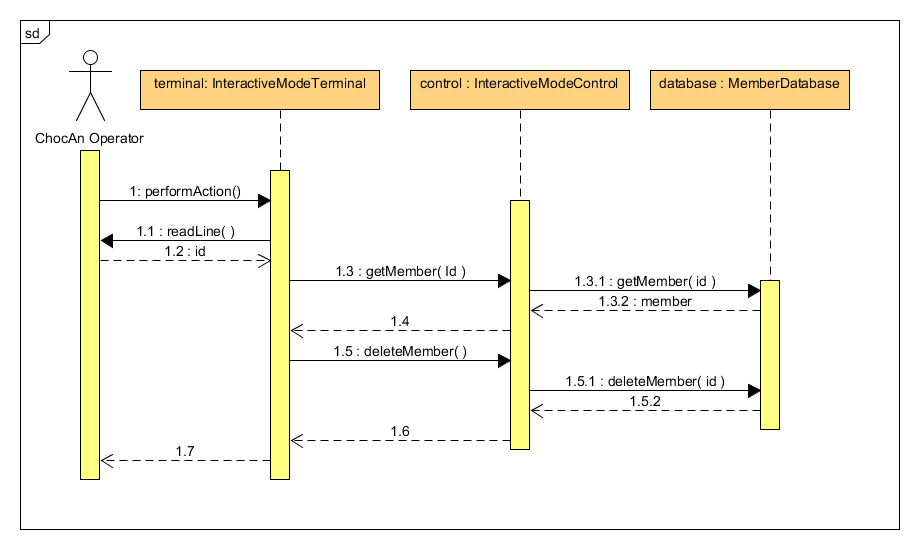 sd
terminal: InteractiveModeTerminal
control : InteractiveModeControl
database : MemberDatabase
ChocAn Operator
1: performAction()
1.1 : readLine( )
1.2 : id
1.3 : getMember( Id )
1.3.1 : getMember( id )
1.3.2 : member
1.4
1.5 : deleteMember( )
1.5.1 : deleteMember( id )
1.5.2
1.6
1.7